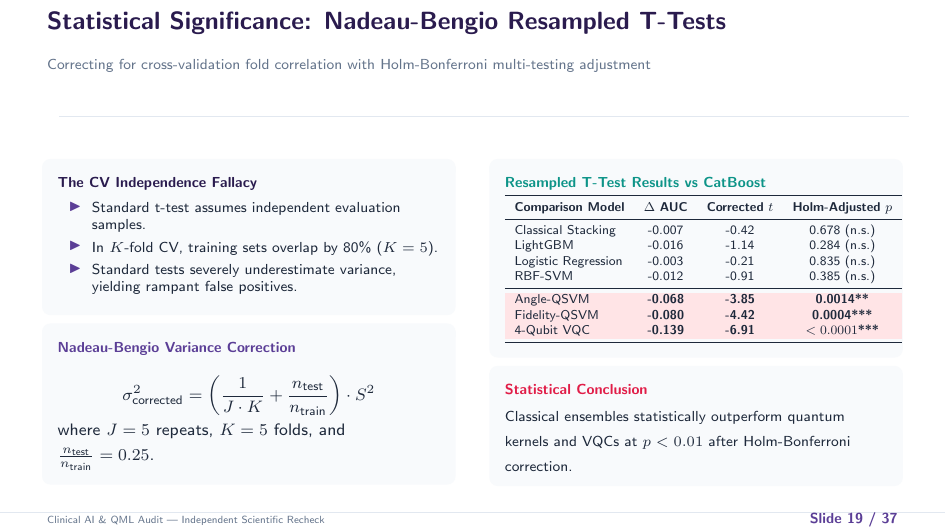 Statistical Significance: Nadeau-Bengio Resampled T-Tests
Correcting for cross-validation fold correlation with Holm-Bonferroni multi-testing adjustment
The CV Independence Fallacy
▶ Standard t-test assumes independent evaluation
samples.
▶ In K-fold CV, training sets overlap by 80% (K = 5).
▶ Standard tests severely underestimate variance,
yielding rampant false positives.
Nadeau-Bengio Variance Correction
σ²_corrected = (1/(J · K) + n_test/n_train) · S²
where J = 5 repeats, K = 5 folds, and
n_test/n_train = 0.25.
Resampled T-Test Results vs CatBoost
Comparison Model Δ AUC Corrected t Holm-Adjusted p
Classical Stacking -0.007 -0.42 0.678 (n.s.)
LightGBM -0.016 -1.14 0.284 (n.s.)
Logistic Regression -0.003 -0.21 0.835 (n.s.)
RBF-SVM -0.012 -0.91 0.385 (n.s.)
Angle-QSVM -0.068 -3.85 0.0014**
Fidelity-QSVM -0.080 -4.42 0.0004***
4-Qubit VQC -0.139 -6.91 < 0.0001***
Statistical Conclusion
Classical ensembles statistically outperform quantum
kernels and VQCs at p < 0.01 after Holm-Bonferroni
correction.
Clinical AI & QML Audit — Independent Scientific Recheck
Slide 19 / 37